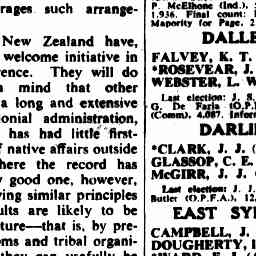 rages such arrange-
New Zealand have,
welcome initiative in
rence. They will do
mind that other
a long and extensive
onial administration,
has had little first-
f native affairs outside
here the record has
y good one, however,
ving similar principles
ults are likely to be
ture—that is, by pre-
ms and tribal organi-
P. McElhone (Ind.),
1,936. Final count:
Majority for Page, 2
DALLE
FALVEY, K. T.
*ROSEVEAR, J.
WEBSTER, L. W
Last election: J. S.
G. De Faria (O.P.
(Comm), 4,087. Infor
DARLI
*CLARK, J. J. (
GLASSOP, C. E.
McGIRR, J. J.
Last election: J. J.
Butler (O.P.A.), 12,
EAST SY
CAMPBELL, J.
DOUGHERTY, I